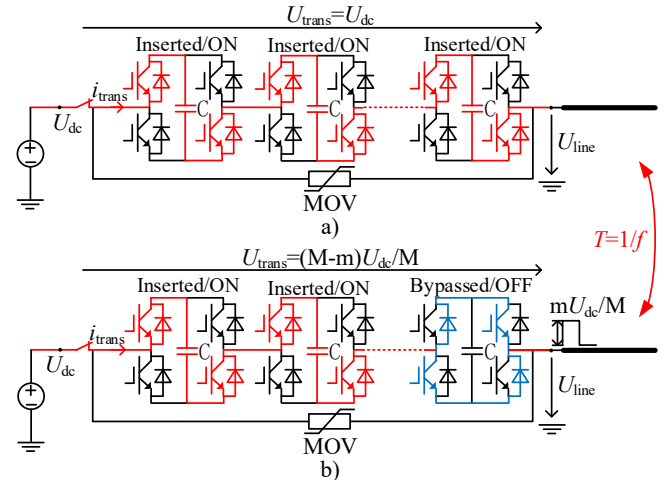 U_trans=U_dc
Inserted/ON Inserted/ON Inserted/ON
i_trans
C C C
U_dc
U_line
MOV
a)
T=1/f
U_trans=(M-m)U_dc/M
Inserted/ON Inserted/ON Bypassed/OFF
mU_dc/M
i_trans
C C C
U_dc
U_line
MOV
b)